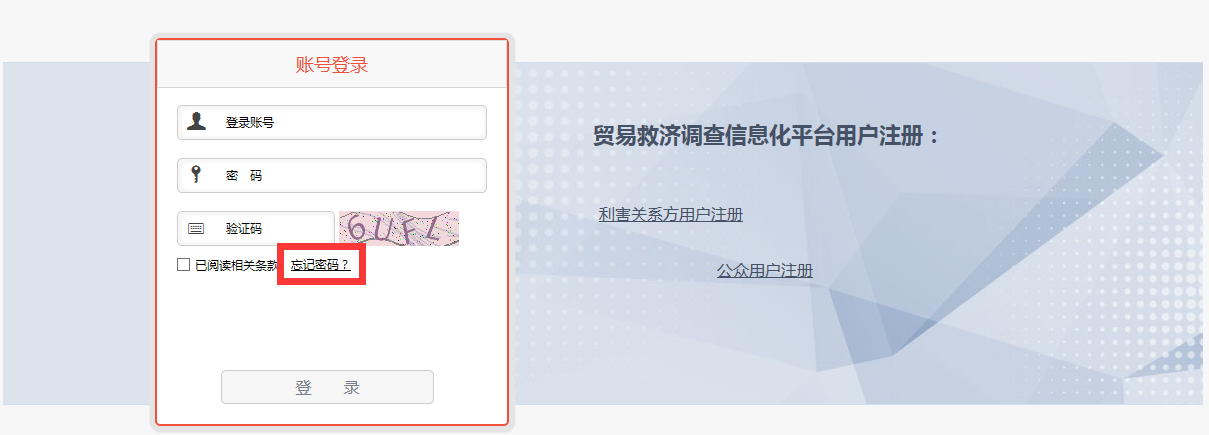 账号登录
登录账号
密 码
验证码
6UFL
已阅读相关条款
忘记密码？
登 录
贸易救济调查信息化平台用户注册：
利害关系方用户注册
公众用户注册